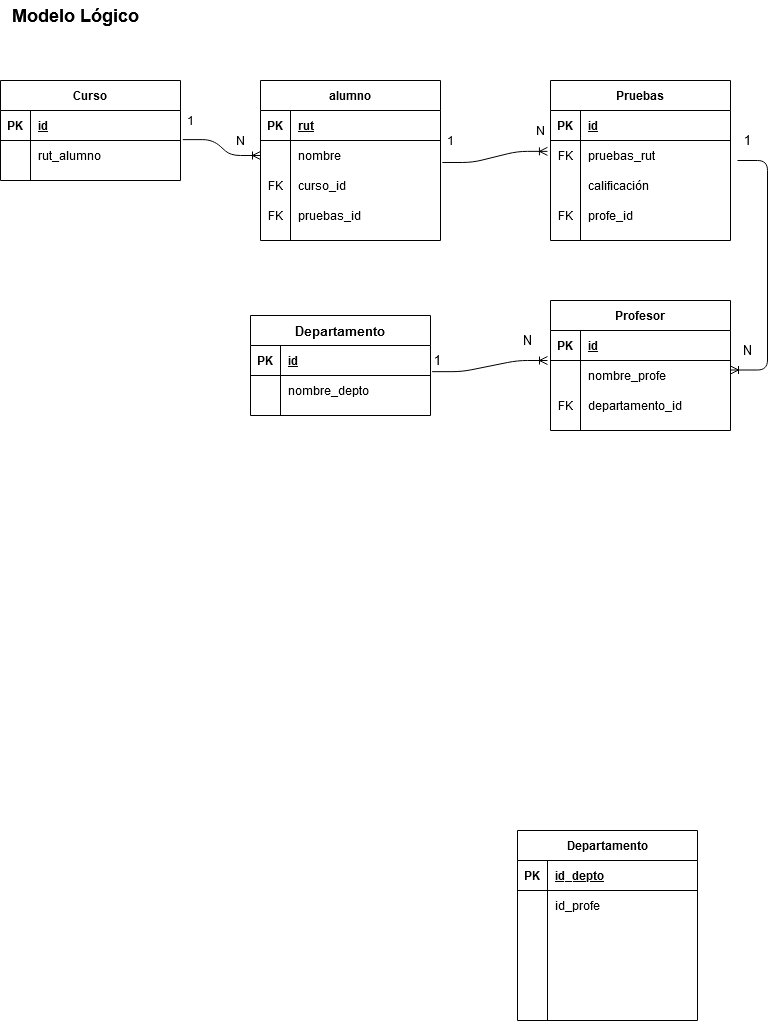 Modelo Lógico
Curso
PK id
rut_alumno
1
N
alumno
PK rut
nombre
FK curso_id
FK pruebas_id
1
N
Pruebas
PK id
FK pruebas_rut
calificación
FK profe_id
1
N
Departamento
PK id
nombre_depto
1
N
Profesor
PK id
nombre_profe
FK departamento_id
Departamento
PK id_depto
id_profe